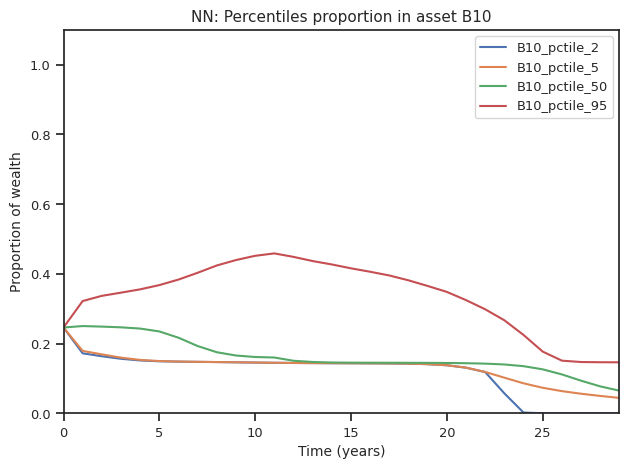 NN: Percentiles proportion in asset B10
B10_pctile_2
B10_pctile_5
B10_pctile_50
B10_pctile_95
Proportion of wealth
1.0
0.8
0.6
0.4
0.2
0.0
0 5 10 15 20 25
Time (years)